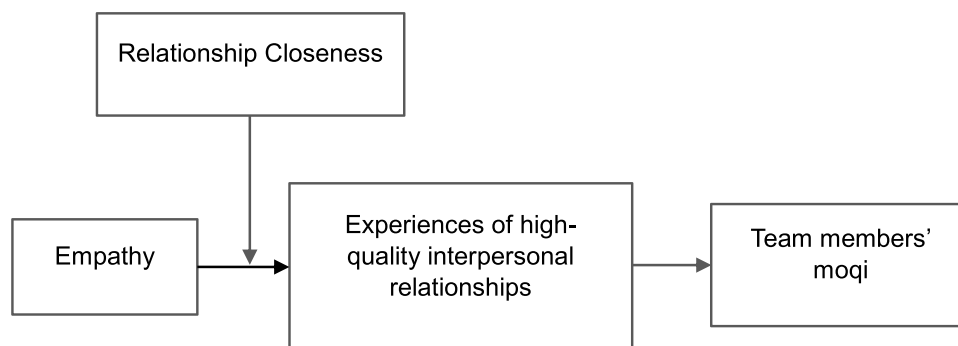 Relationship Closeness
Empathy
Experiences of high-
quality interpersonal
relationships
Team members’
moqi